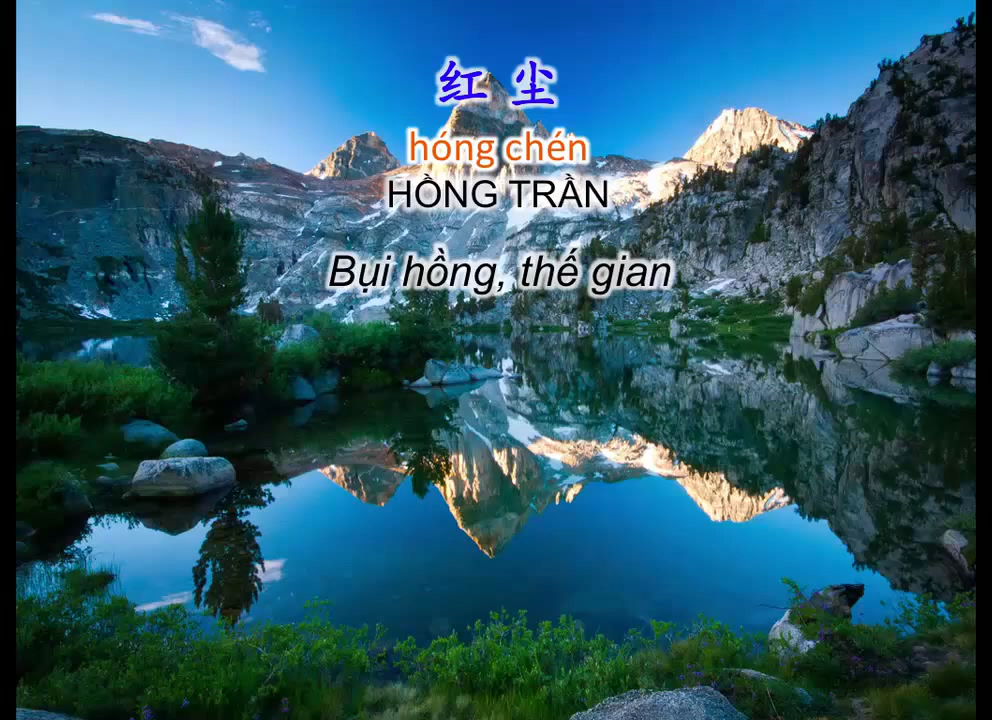 红 尘
hóng chén
HỒNG TRẦN
Bụi hồng, thế gian